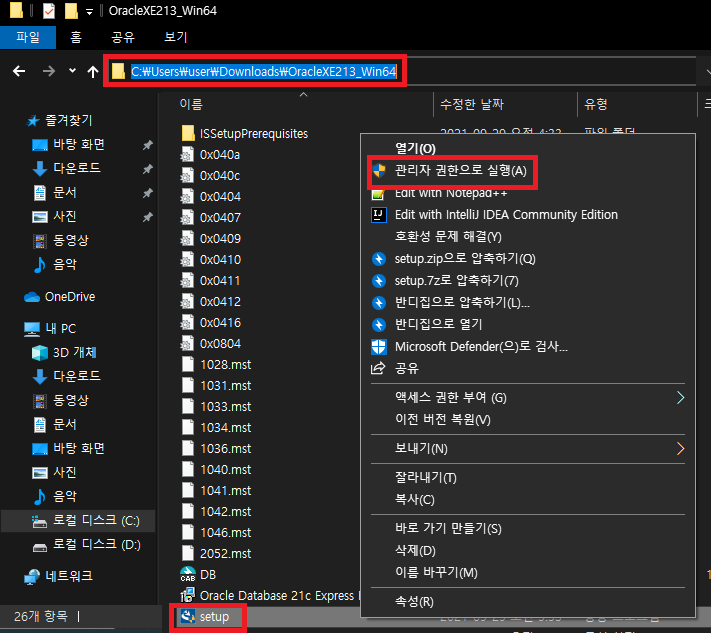 OracleXE213_Win64
파일 홈 공유 보기
C:₩Users₩user₩Downloads₩OracleXE213_Win64
이름 수정한 날짜 유형
즐겨찾기
바탕 화면
다운로드
문서
사진
동영상
음악
OneDrive
내 PC
3D 개체
다운로드
동영상
문서
바탕 화면
사진
음악
로컬 디스크 (C:)
로컬 디스크 (D:)
네트워크
26개 항목
ISSetupPrerequisites
0x040a
0x040c
0x0404
0x0407
0x0409
0x0410
0x0411
0x0412
0x0416
0x0804
1028.mst
1031.mst
1033.mst
1034.mst
1036.mst
1040.mst
1041.mst
1042.mst
1046.mst
2052.mst
DB
Oracle Database 21c Express
setup
열기(O)
관리자 권한으로 실행(A)
Edit with Notepad++
Edit with IntelliJ IDEA Community Edition
호환성 문제 해결(Y)
setup.zip으로 압축하기(Q)
setup.7z로 압축하기(7)
반디집으로 압축하기(L)...
반디집으로 열기
Microsoft Defender(으)로 검사...
공유
액세스 권한 부여 (G)
이전 버전 복원(V)
보내기(N)
잘라내기(T)
복사(C)
바로 가기 만들기(S)
삭제(D)
이름 바꾸기(M)
속성(R)